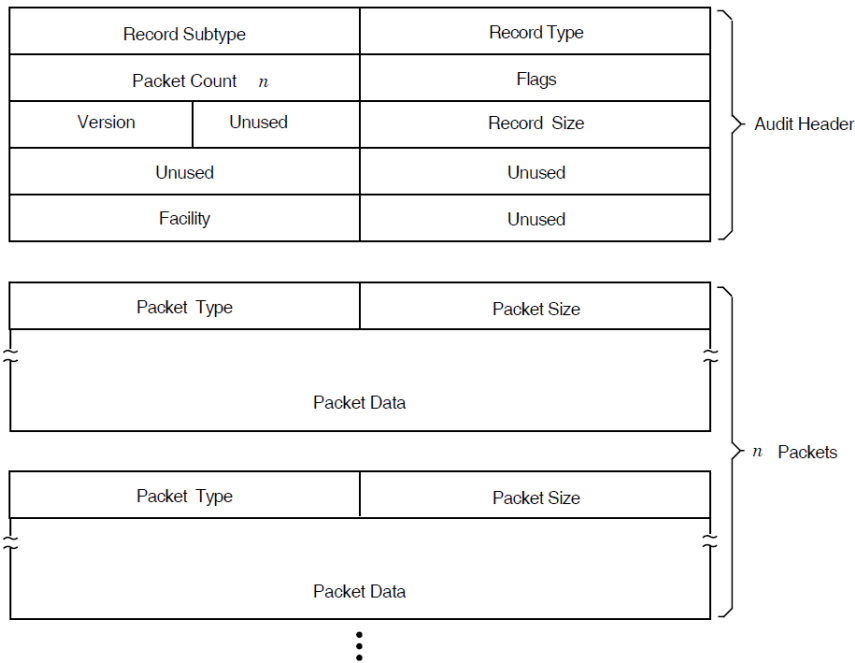 Record Subtype Record Type
Packet Count n Flags
Version Unused Record Size
Audit Header
Unused Unused
Facility Unused
Packet Type Packet Size
Packet Data
n Packets
Packet Type Packet Size
Packet Data